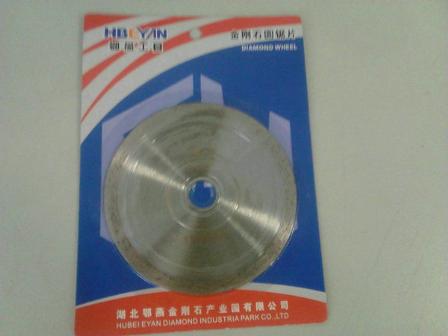 HBEYAN
鄂燕工具
金刚石圆锯片
DIAMOND WHEEL
湖北鄂燕金刚石产业园有限公司
HUBEI EYAN DIAMOND INDUSTRIA PARK CO.,LTD